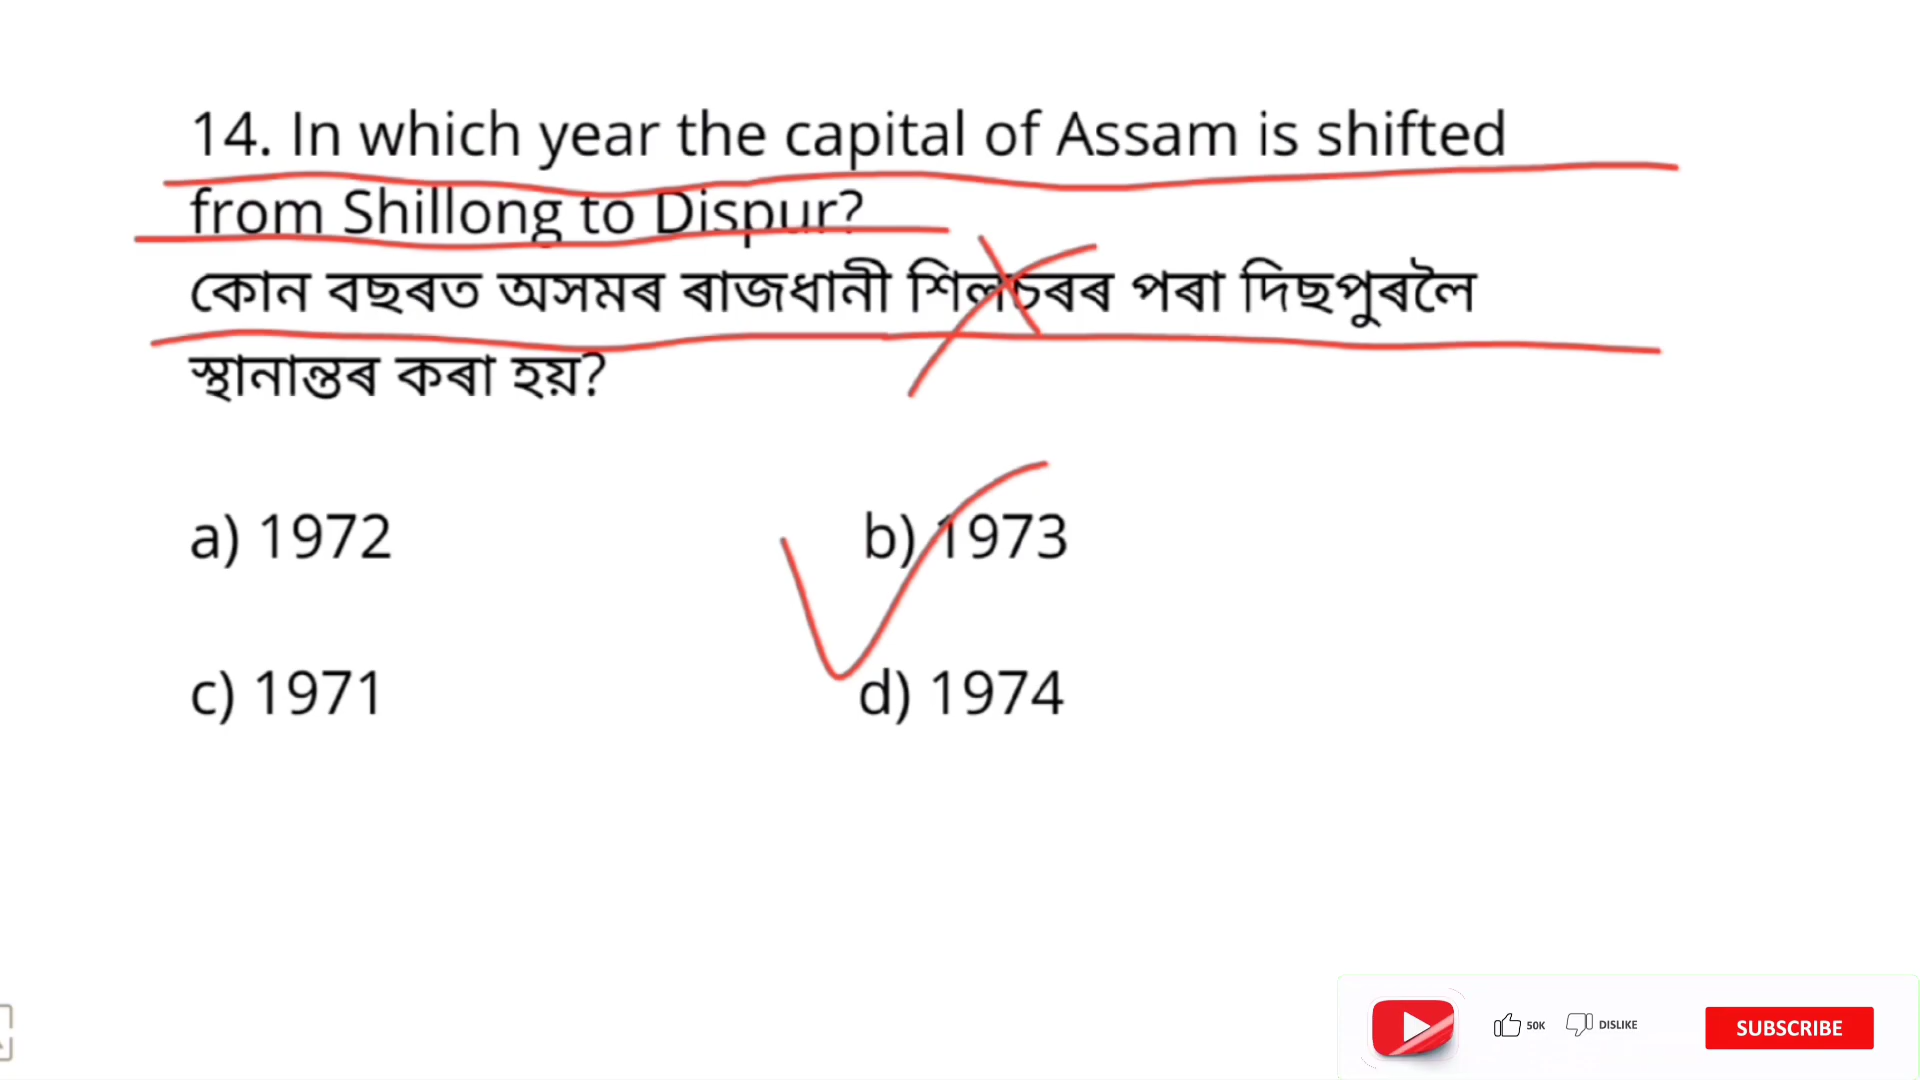 14. In which year the capital of Assam is shifted
from Shillong to Dispur?
কোন বছৰত অসমৰ ৰাজধানী শিলচৰৰ পৰা দিছপুৰলৈ
স্থানান্তৰ কৰা হয়?
a) 1972 b) 1973
c) 1971 d) 1974
50K DISLIKE SUBSCRIBE